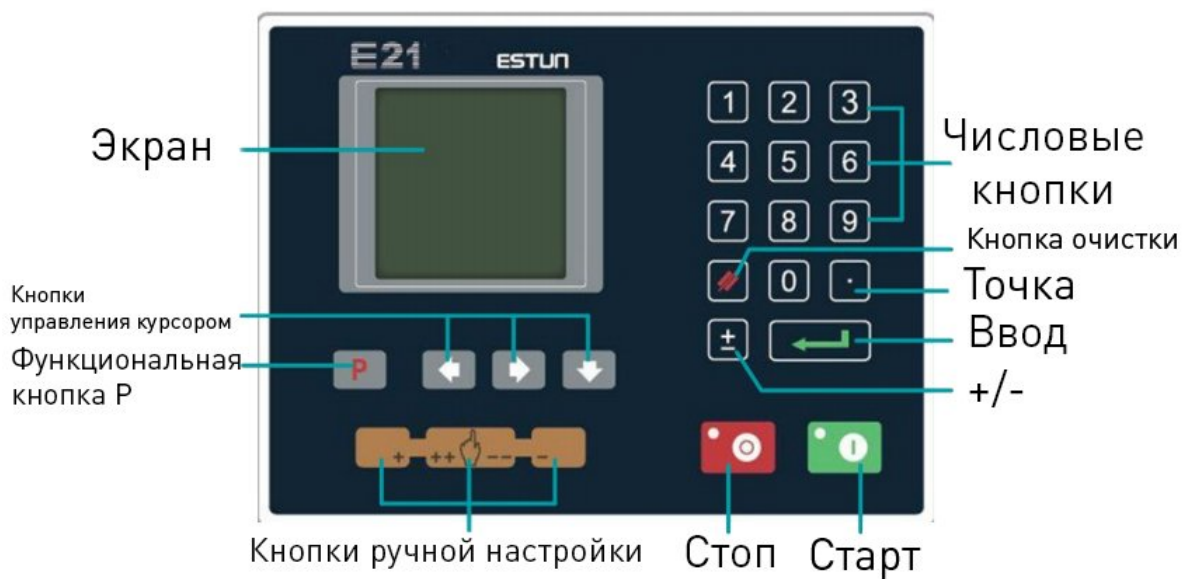 E21 ESTUN
Экран
1 2 3
4 5 6
7 8 9
0 .
±
Числовые
кнопки
Кнопка очистки
Точка
Ввод
+/-
Кнопки
управления курсором
Функциональная
кнопка P
P
+ ++ -- -
Кнопки ручной настройки
Стоп
Старт